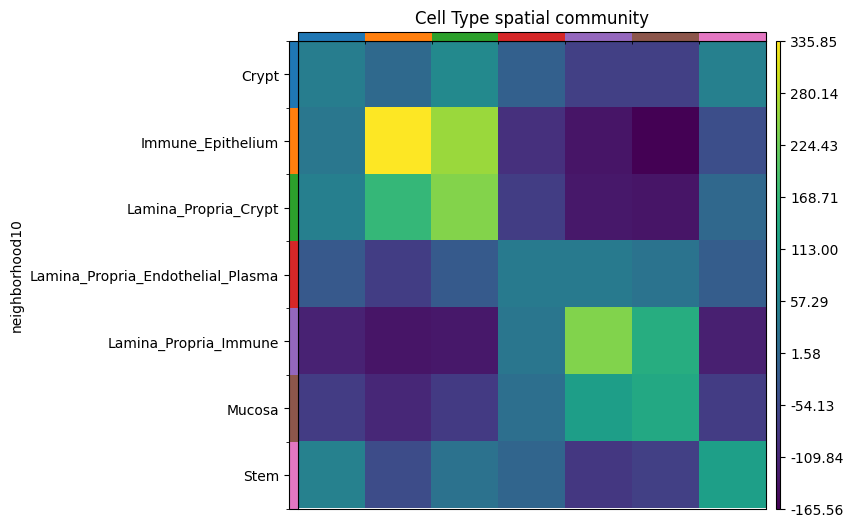 Cell Type spatial community
neighborhood10
Crypt
Immune_Epithelium
Lamina_Propria_Crypt
Lamina_Propria_Endothelial_Plasma
Lamina_Propria_Immune
Mucosa
Stem
335.85
280.14
224.43
168.71
113.00
57.29
1.58
-54.13
-109.84
-165.56